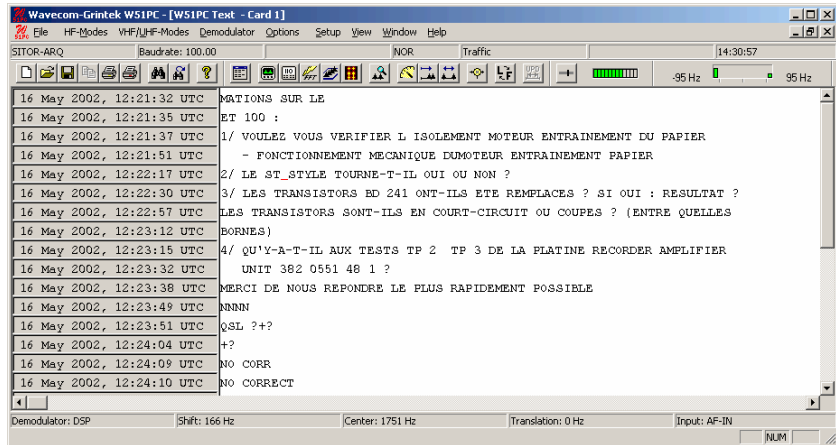 Wavecom-Grintek W51PC - [W51PC Text - Card 1]
File HF-Modes VHF/UHF-Modes Demodulator Options Setup View Window Help
SITOR-ARQ Baudrate: 100.00 NOR Traffic 14:30:57
-95 Hz 95 Hz
16 May 2002, 12:21:32 UTC MATIONS SUR LE
16 May 2002, 12:21:35 UTC ET 100 :
16 May 2002, 12:21:37 UTC 1/ VOULEZ VOUS VERIFIER L ISOLEMENT MOTEUR ENTRAINEMENT DU PAPIER
16 May 2002, 12:21:51 UTC - FONCTIONNEMENT MECANIQUE DUMOTEUR ENTRAINEMENT PAPIER
16 May 2002, 12:22:17 UTC 2/ LE ST_STYLE TOURNE-T-IL OUI OU NON ?
16 May 2002, 12:22:30 UTC 3/ LES TRANSISTORS BD 241 ONT-ILS ETE REMPLACES ? SI OUI : RESULTAT ?
16 May 2002, 12:22:57 UTC LES TRANSISTORS SONT-ILS EN COURT-CIRCUIT OU COUPES ? (ENTRE QUELLES
16 May 2002, 12:23:12 UTC BORNES)
16 May 2002, 12:23:15 UTC 4/ QU'Y-A-T-IL AUX TESTS TP 2 TP 3 DE LA PLATINE RECORDER AMPLIFIER
16 May 2002, 12:23:32 UTC UNIT 382 0551 48 1 ?
16 May 2002, 12:23:38 UTC MERCI DE NOUS REPONDRE LE PLUS RAPIDEMENT POSSIBLE
16 May 2002, 12:23:49 UTC NNNN
16 May 2002, 12:23:51 UTC QSL ?+?
16 May 2002, 12:24:04 UTC +?
16 May 2002, 12:24:09 UTC NO CORR
16 May 2002, 12:24:10 UTC NO CORRECT
Demodulator: DSP Shift: 166 Hz Center: 1751 Hz Translation: 0 Hz Input: AF-IN
NUM